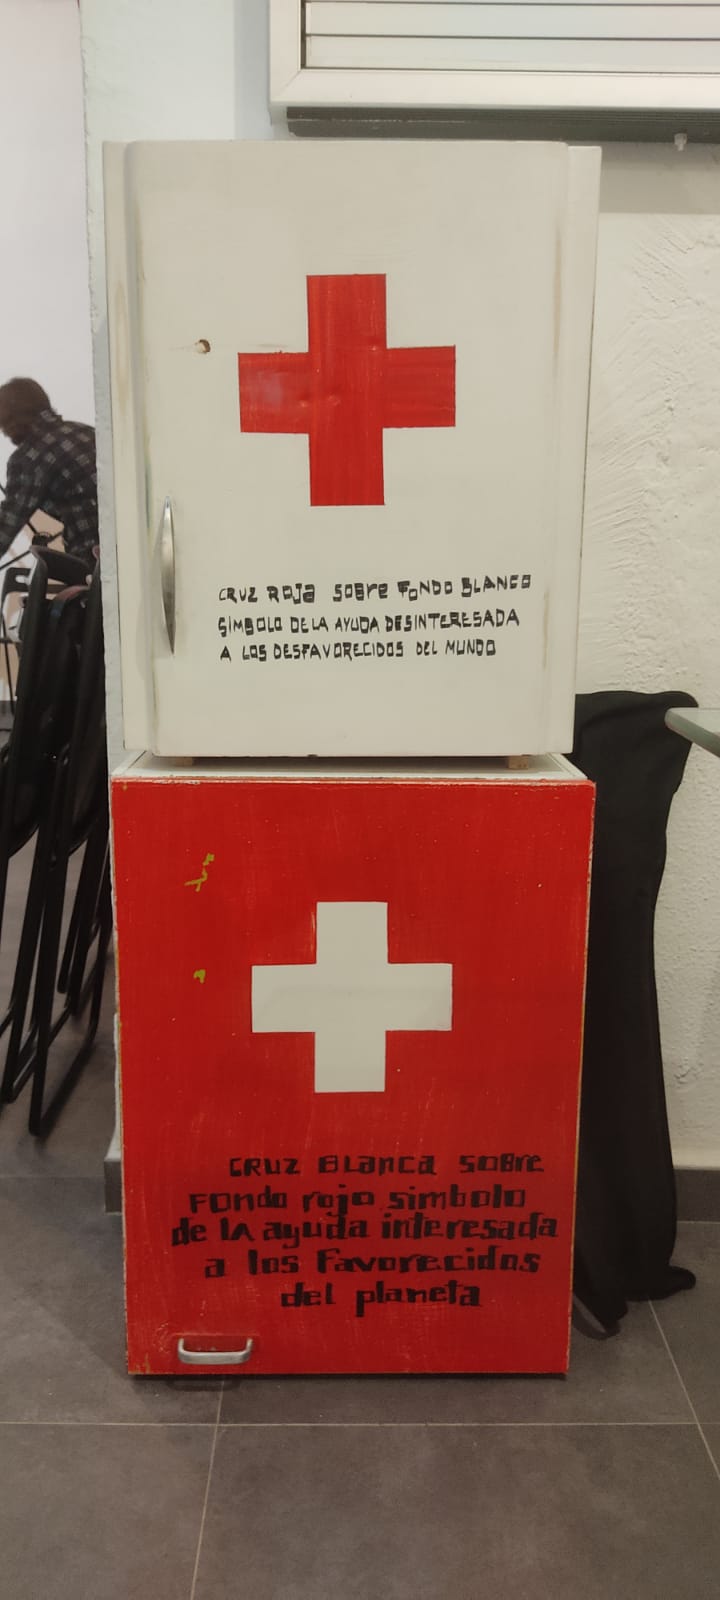 CRUZ ROJA SOBRE FONDO BLANCO
SIMBOLO DE LA AYUDA DESINTERESADA
A LOS DESFAVORECIDOS DEL MUNDO
CRUZ BLANCA SOBRE
FONDO rojo simbolo
de la ayuda interesada
a los Favorecidos
del planeta